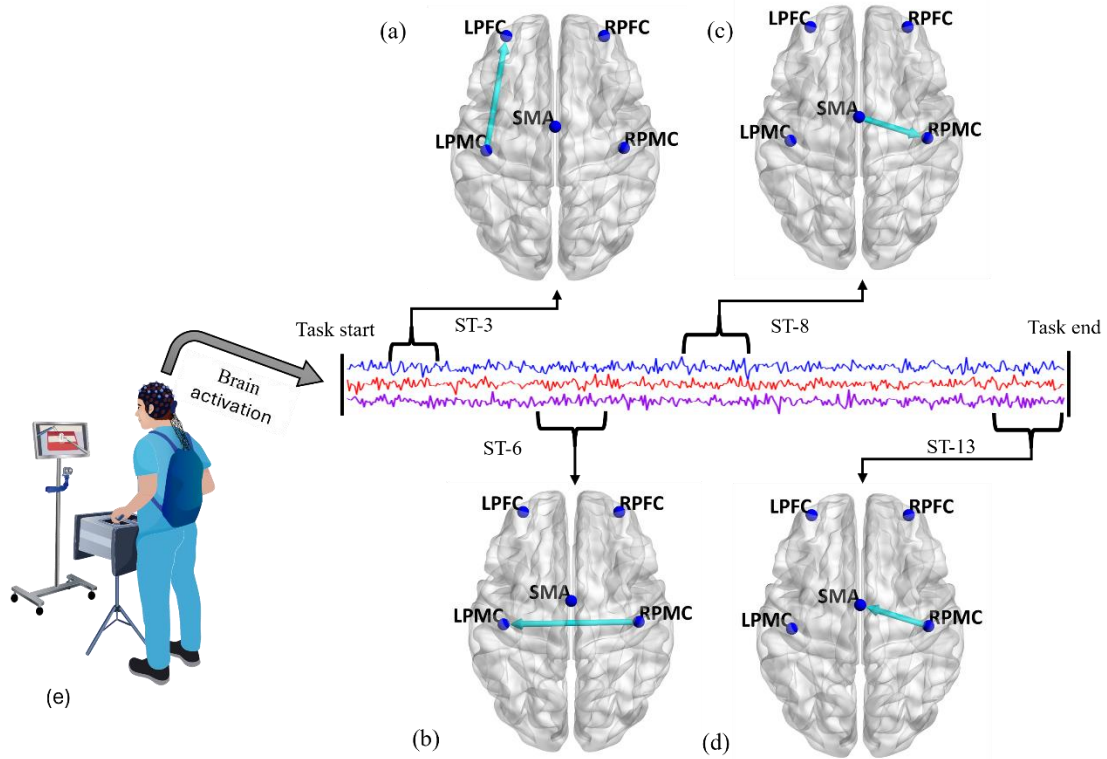 (a)
LPFC
RPFC
SMA
LPMC
RPMC
(c)
LPFC
RPFC
SMA
LPMC
RPMC
Task start
ST-3
ST-8
Task end
Brain
activation
ST-6
ST-13
LPFC
RPFC
SMA
LPMC
RPMC
(b)
LPFC
RPFC
SMA
LPMC
RPMC
(d)
(e)